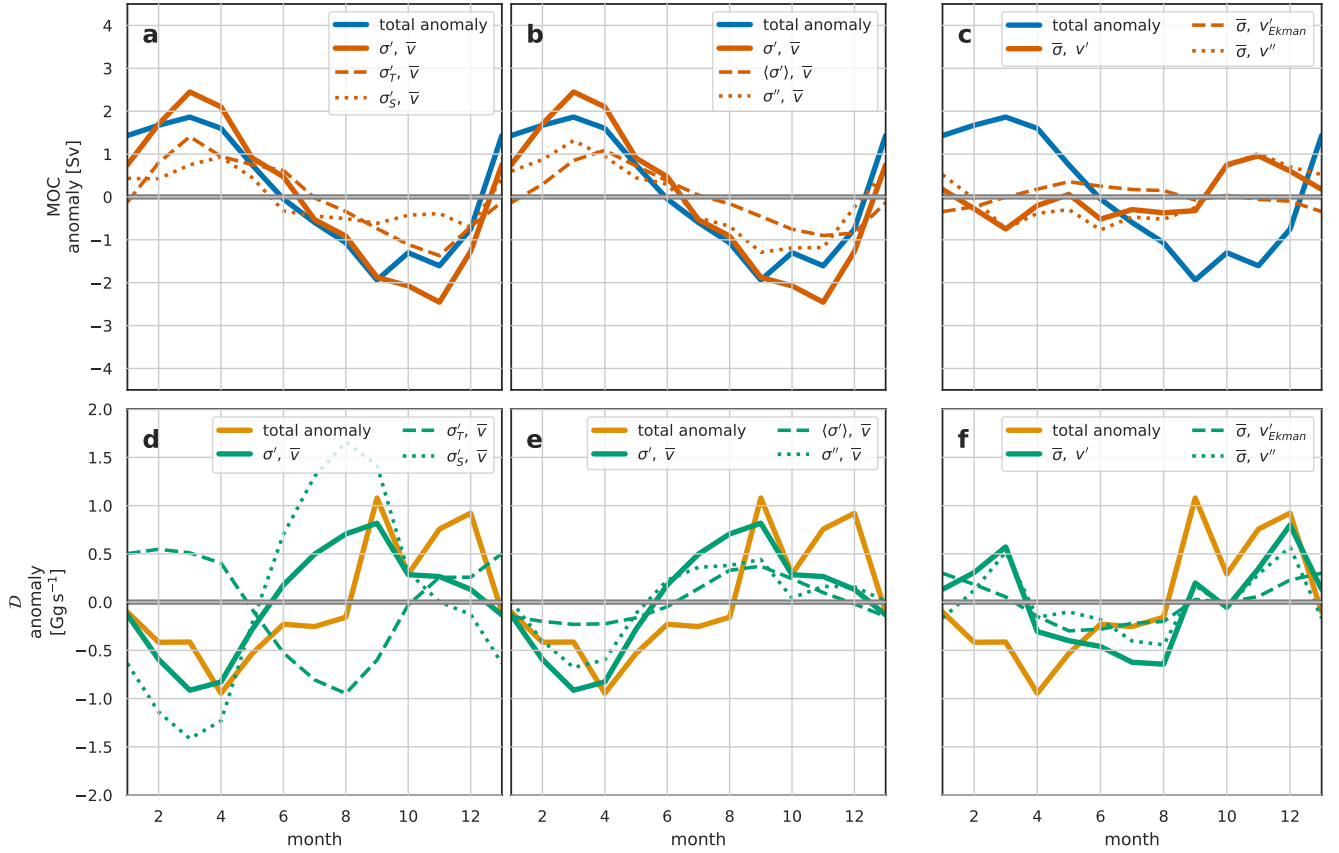 a
total anomaly
σ′, v̅
σ′_T, v̅
σ′_S, v̅
b
total anomaly
σ′, v̅
⟨σ′⟩, v̅
σ″, v̅
c
total anomaly
σ̅, v′
σ̅, v′_Ekman
σ̅, v″
MOC
anomaly [Sv]
4
3
2
1
0
−1
−2
−3
−4
d
total anomaly
σ′, v̅
σ′_T, v̅
σ′_S, v̅
e
total anomaly
σ′, v̅
⟨σ′⟩, v̅
σ″, v̅
f
total anomaly
σ̅, v′
σ̅, v′_Ekman
σ̅, v″
𝒟
anomaly
[Gg s⁻¹]
2.0
1.5
1.0
0.5
0.0
−0.5
−1.0
−1.5
−2.0
2 4 6 8 10 12
month
2 4 6 8 10 12
month
2 4 6 8 10 12
month